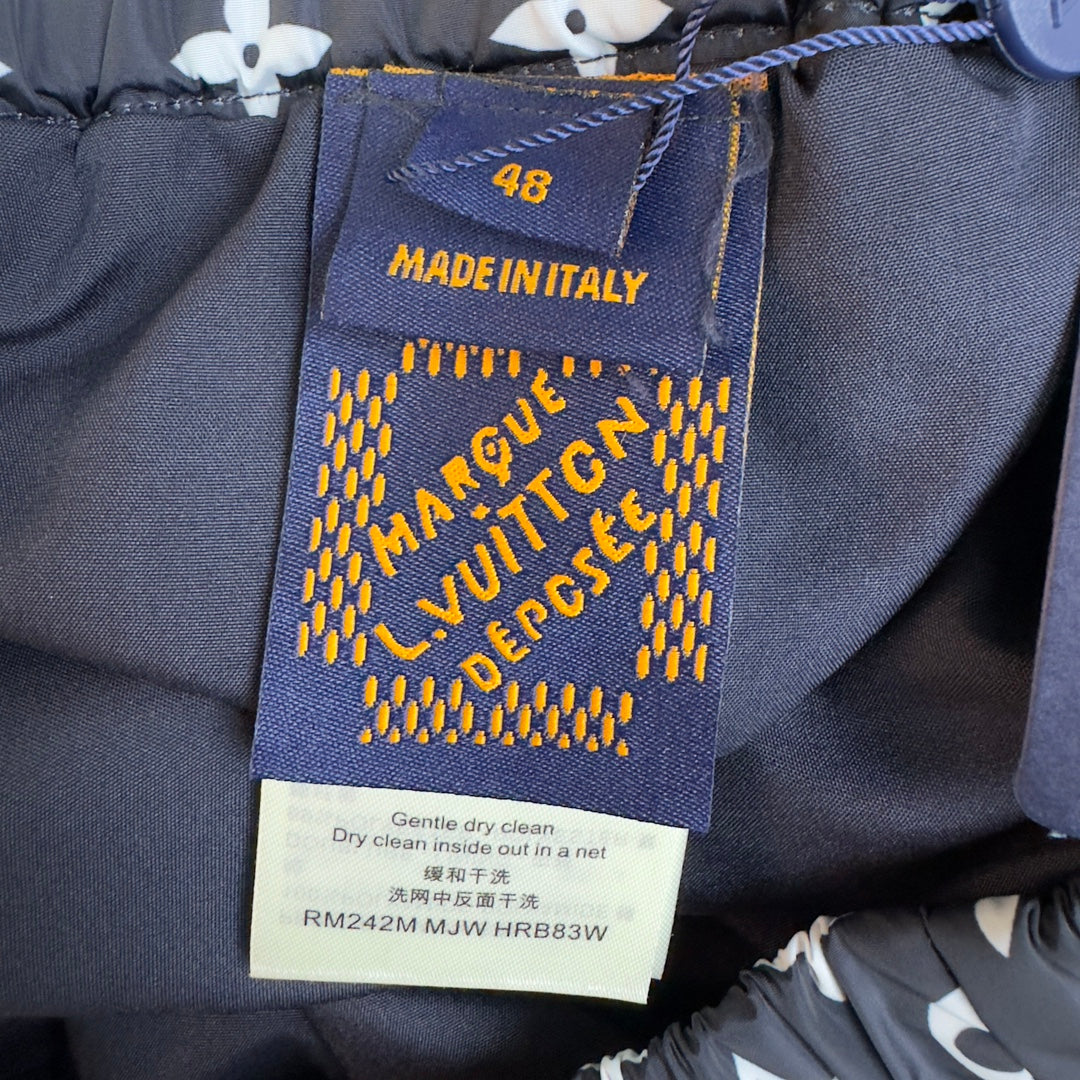 48
MADE IN ITALY
MARQUE
L.VUITTON
DEPOSÉE
Gentle dry clean
Dry clean inside out in a net
缓和干洗
洗网中反面干洗
RM242M MJW HRB83W